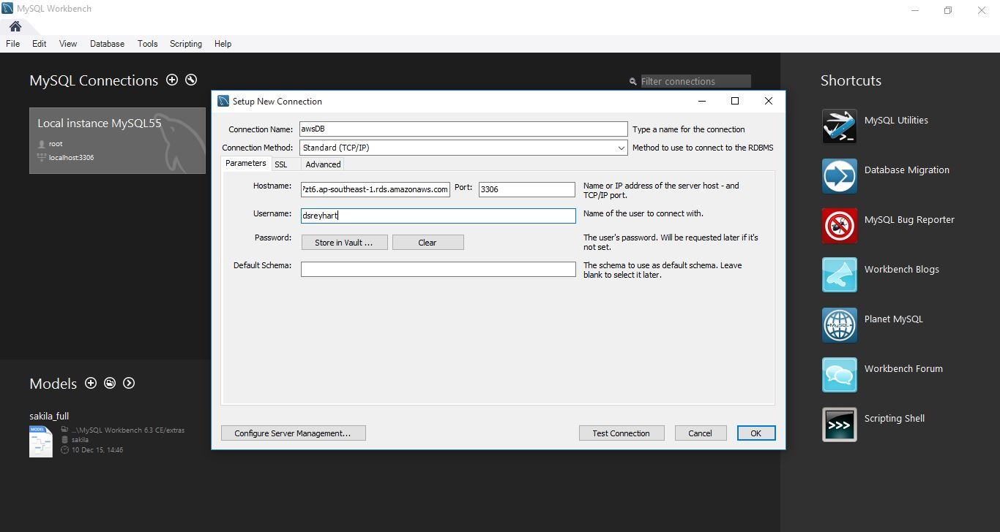 MySQL Workbench
File Edit View Database Tools Scripting Help
MySQL Connections
Filter connections
Local instance MySQL55
root
localhost:3306
Setup New Connection
Connection Name: awsDB Type a name for the connection
Connection Method: Standard (TCP/IP) Method to use to connect to the RDBMS
Parameters SSL Advanced
Hostname: zt6.ap-southeast-1.rds.amazonaws.com Port: 3306 Name or IP address of the server host - and
TCP/IP port.
Username: dsreyhart Name of the user to connect with.
Password: Store in Vault ... Clear The user's password. Will be requested later if it's
not set.
Default Schema: The schema to use as default schema. Leave
blank to select it later.
Configure Server Management... Test Connection Cancel OK
Models
sakila_full
MODEL
...\MySQL Workbench 6.3 CE/extras
sakila
10 Dec 15, 14:46
Shortcuts
MySQL Utilities
Database Migration
MySQL Bug Reporter
Workbench Blogs
MySQL
Planet MySQL
Workbench Forum
>>>
Scripting Shell